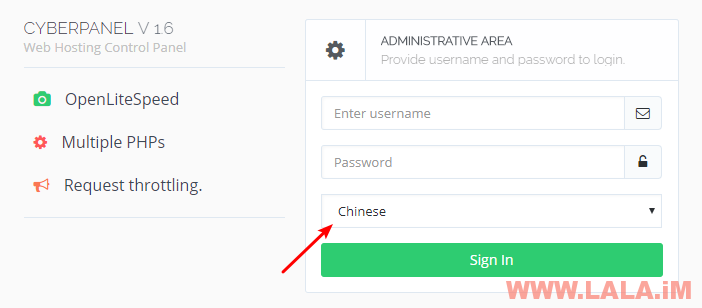 CYBERPANEL V 1.6
Web Hosting Control Panel
OpenLiteSpeed
Multiple PHPs
Request throttling.
ADMINISTRATIVE AREA
Provide username and password to login.
Enter username
Password
Chinese
Sign In
WWW.LALA.iM